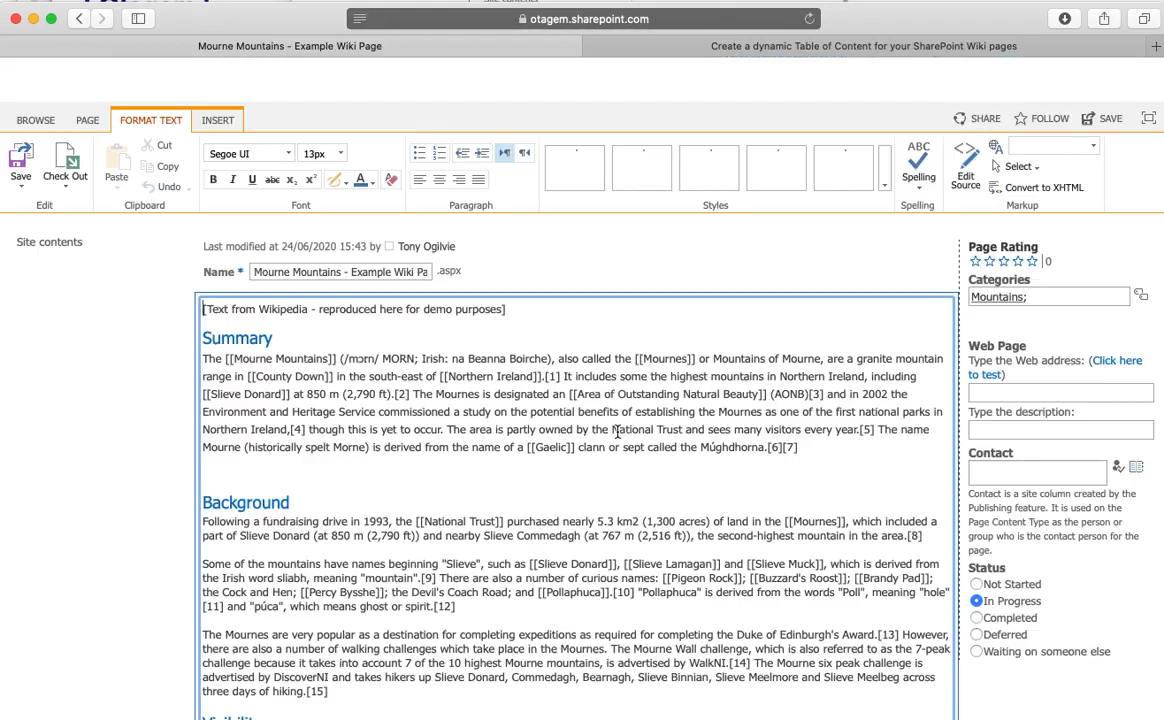 otagem.sharepoint.com
Mourne Mountains - Example Wiki Page
Create a dynamic Table of Content for your SharePoint Wiki pages
BROWSE PAGE FORMAT TEXT INSERT
SHARE FOLLOW SAVE
Save
Check Out
Edit
Paste
Cut
Copy
Undo
Clipboard
Segoe UI 13px
B I U abc x₂ x²
Font
Paragraph
Styles
ABC
Spelling
Spelling
Edit Source
Select
Convert to XHTML
Markup
Site contents
Last modified at 24/06/2020 15:43 by Tony Ogilvie
Name * Mourne Mountains - Example Wiki Pa .aspx
[Text from Wikipedia - reproduced here for demo purposes]
Summary
The [[Mourne Mountains]] (/mɔrn/ MORN; Irish: na Beanna Boirche), also called the [[Mournes]] or Mountains of Mourne, are a granite mountain
range in [[County Down]] in the south-east of [[Northern Ireland]].[1] It includes some the highest mountains in Northern Ireland, including
[[Slieve Donard]] at 850 m (2,790 ft).[2] The Mournes is designated an [[Area of Outstanding Natural Beauty]] (AONB)[3] and in 2002 the
Environment and Heritage Service commissioned a study on the potential benefits of establishing the Mournes as one of the first national parks in
Northern Ireland,[4] though this is yet to occur. The area is partly owned by the National Trust and sees many visitors every year.[5] The name
Mourne (historically spelt Morne) is derived from the name of a [[Gaelic]] clann or sept called the Múghdhorna.[6][7]
Background
Following a fundraising drive in 1993, the [[National Trust]] purchased nearly 5.3 km2 (1,300 acres) of land in the [[Mournes]], which included a
part of Slieve Donard (at 850 m (2,790 ft)) and nearby Slieve Commedagh (at 767 m (2,516 ft)), the second-highest mountain in the area.[8]
Some of the mountains have names beginning "Slieve", such as [[Slieve Donard]], [[Slieve Lamagan]] and [[Slieve Muck]], which is derived from
the Irish word sliabh, meaning "mountain".[9] There are also a number of curious names: [[Pigeon Rock]]; [[Buzzard's Roost]]; [[Brandy Pad]];
the Cock and Hen; [[Percy Bysshe]]; the Devil's Coach Road; and [[Pollaphuca]].[10] "Pollaphuca" is derived from the words "Poll", meaning "hole"
[11] and "púca", which means ghost or spirit.[12]
The Mournes are very popular as a destination for completing expeditions as required for completing the Duke of Edinburgh's Award.[13] However,
there are also a number of walking challenges which take place in the Mournes. The Mourne Wall challenge, which is also referred to as the 7-peak
challenge because it takes into account 7 of the 10 highest Mourne mountains, is advertised by WalkNI.[14] The Mourne six peak challenge is
advertised by DiscoverNI and takes hikers up Slieve Donard, Commedagh, Bearnagh, Slieve Binnian, Slieve Meelmore and Slieve Meelbeg across
three days of hiking.[15]
Visibility
Page Rating
0
Categories
Mountains;
Web Page
Type the Web address: (Click here
to test)
Type the description:
Contact
Contact is a site column created by the
Publishing feature. It is used on the
Page Content Type as the person or
group who is the contact person for the
page.
Status
Not Started
In Progress
Completed
Deferred
Waiting on someone else